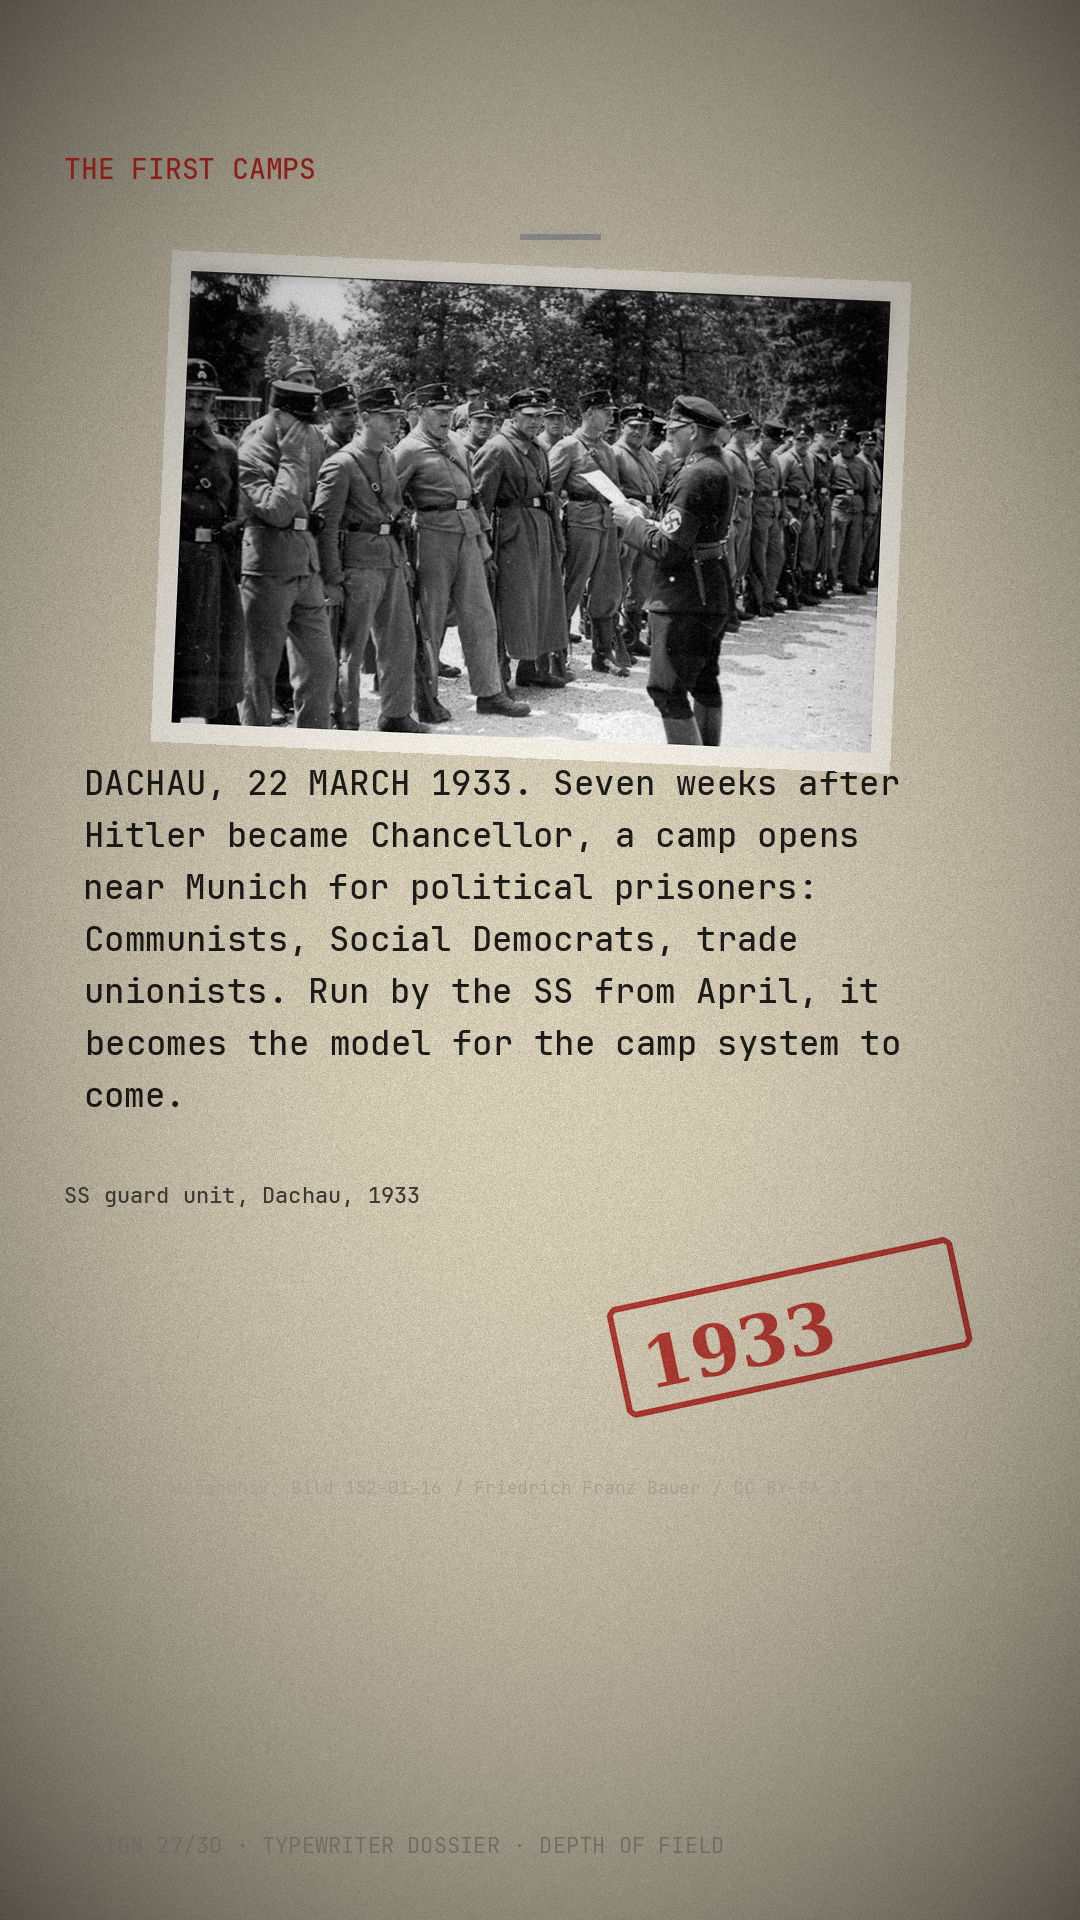 THE FIRST CAMPS
DACHAU, 22 MARCH 1933. Seven weeks after
Hitler became Chancellor, a camp opens
near Munich for political prisoners:
Communists, Social Democrats, trade
unionists. Run by the SS from April, it
becomes the model for the camp system to
come.
SS guard unit, Dachau, 1933
1933
Bild 152-01-16 / Friedrich Franz Bauer / CC BY-SA 3.0
27/30 · TYPEWRITER DOSSIER · DEPTH OF FIELD